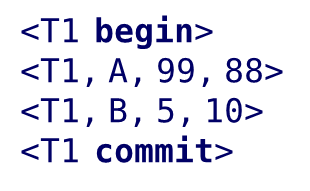 <T1 begin>
<T1, A, 99, 88>
<T1, B, 5, 10>
<T1 commit>